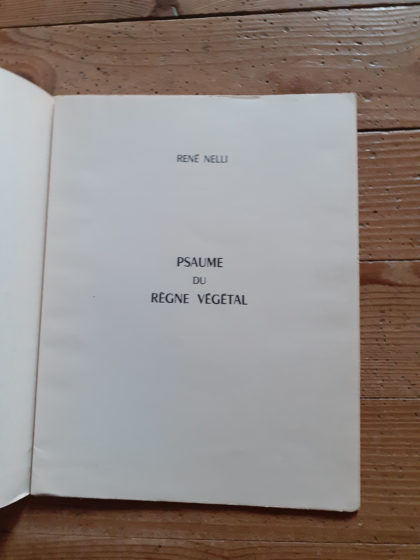 RENÉ NELLI
PSAUME
DU
RÈGNE VÉGÉTAL